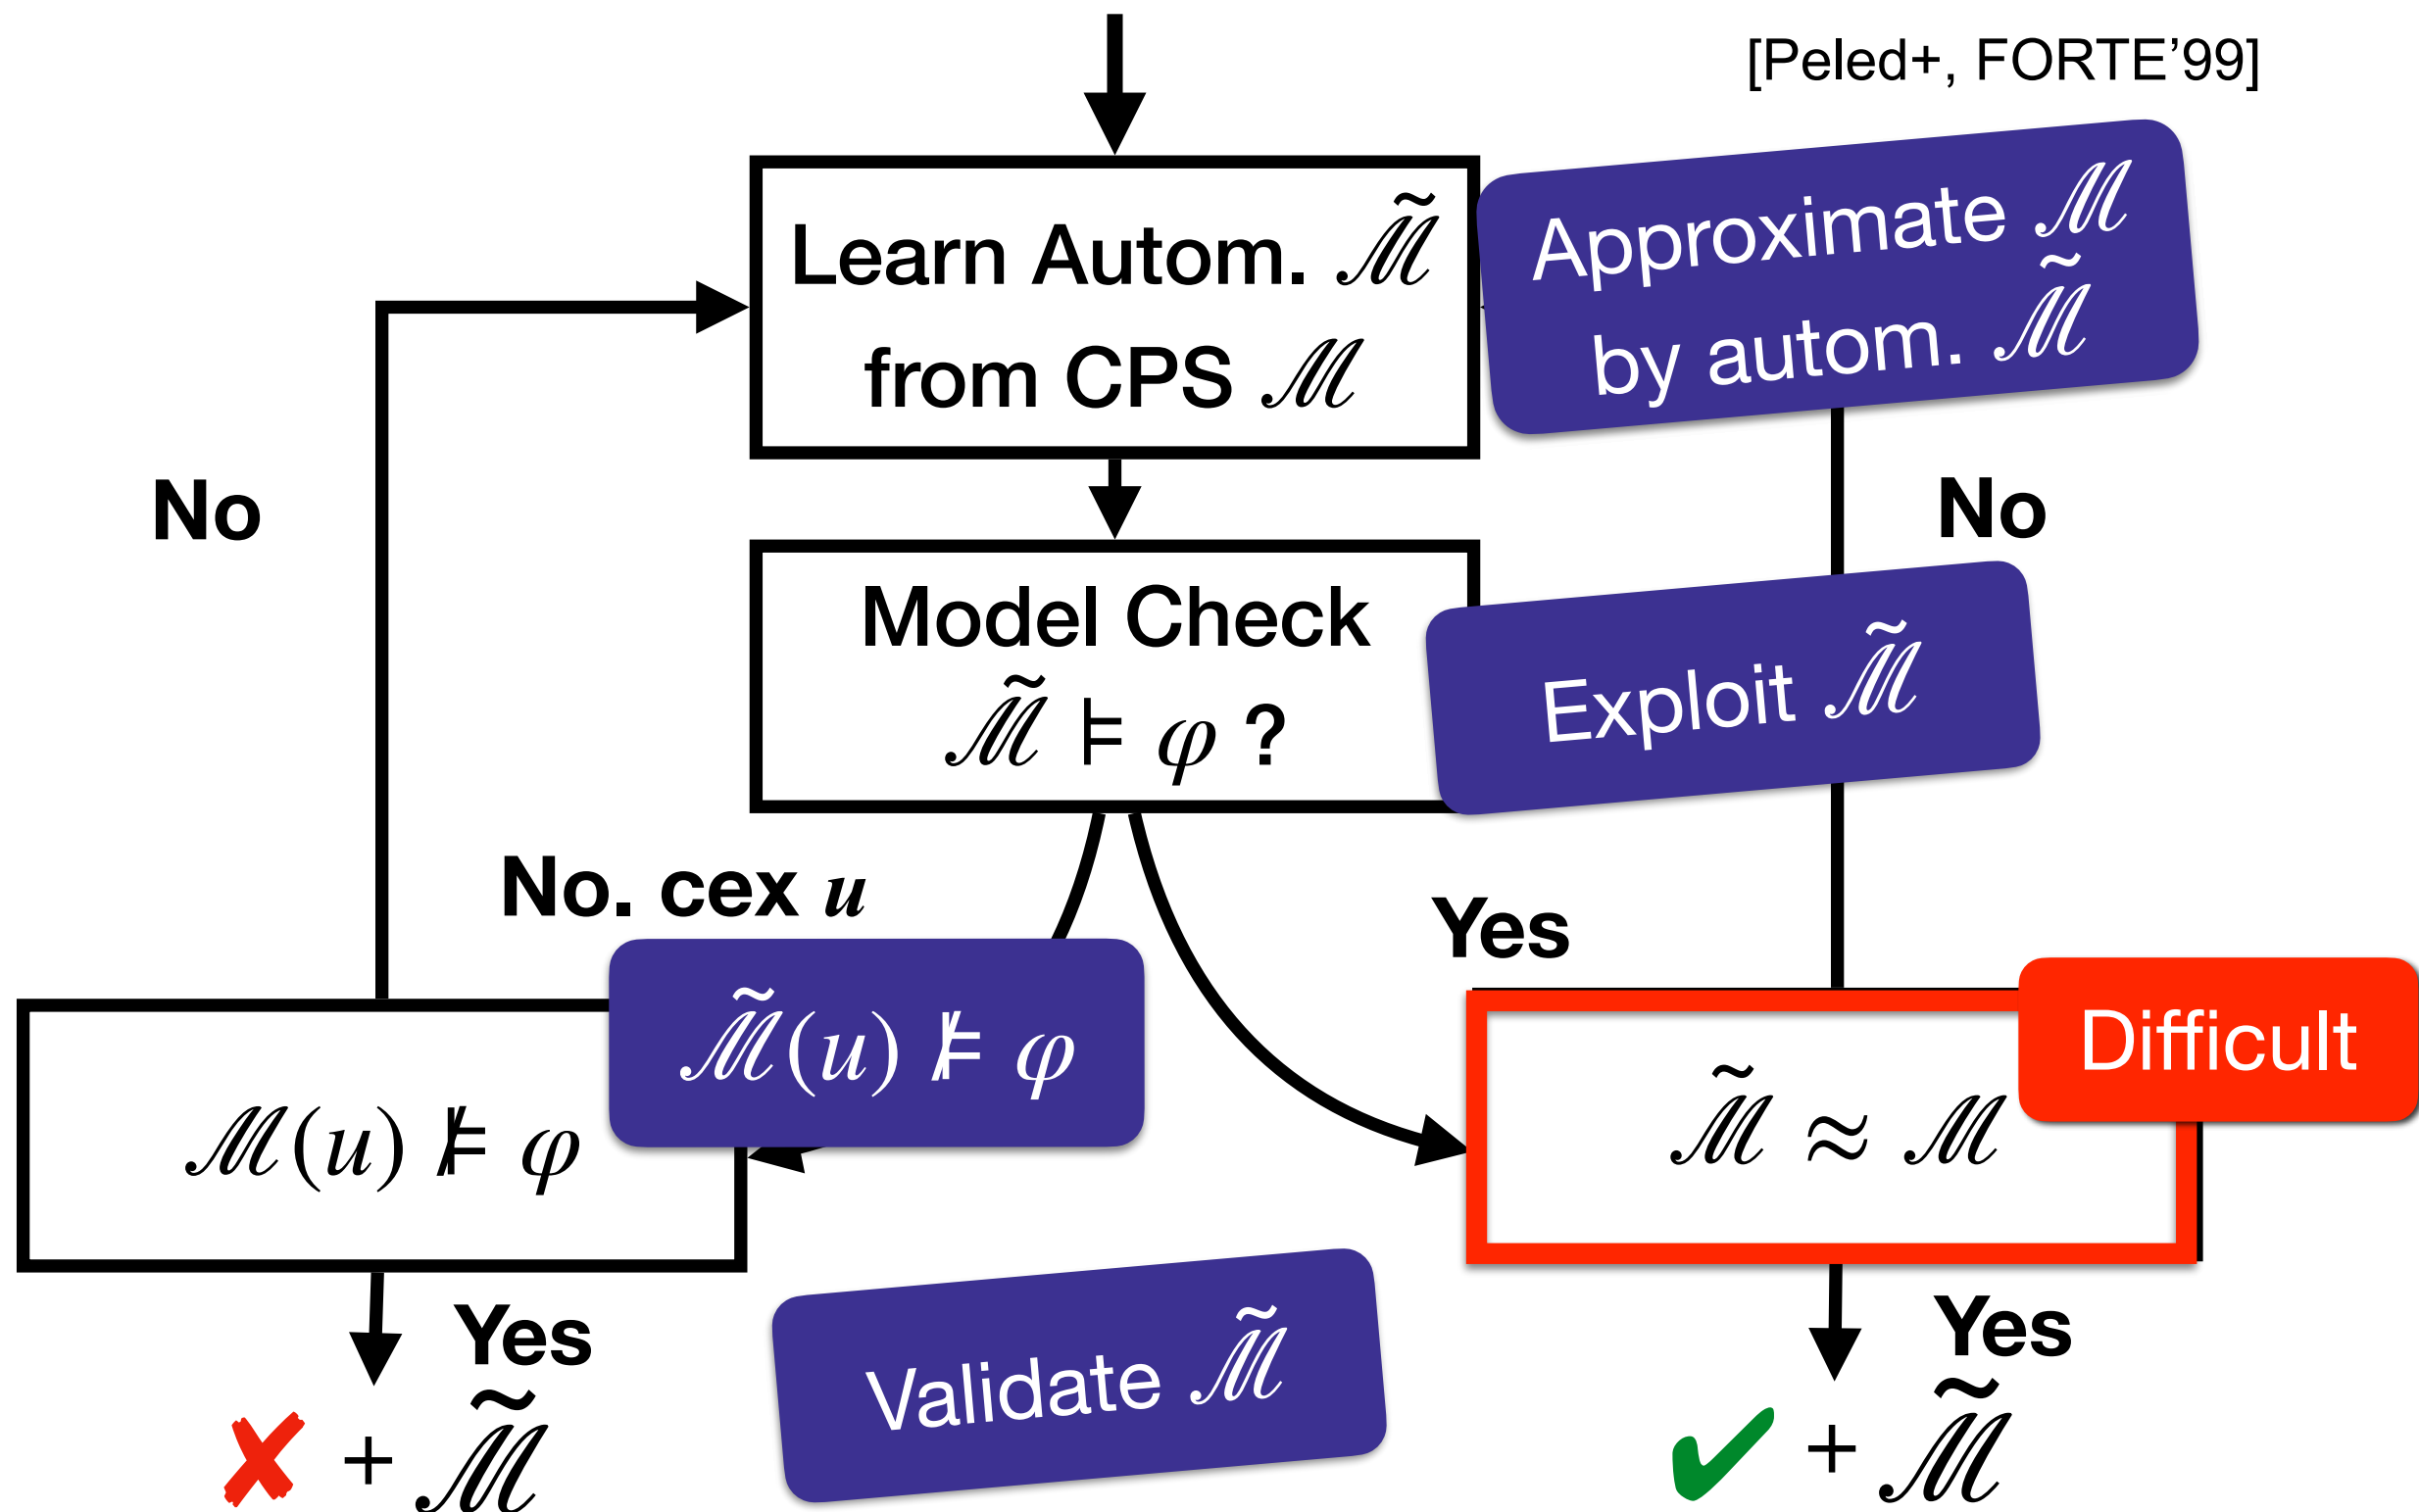 [Peled+, FORTE'99]
Learn Autom. ℳ̃
from CPS ℳ
Approximate ℳ
by autom. ℳ̃
No
No
Model Check
ℳ̃ ⊨ φ ?
Exploit ℳ̃
No. cex u
Yes
ℳ̃(u) ⊭ φ
Difficult
ℳ(u) ⊭ φ
ℳ̃ ≈ ℳ
Yes
Validate ℳ̃
Yes
✘ + ℳ̃
✔ + ℳ̃